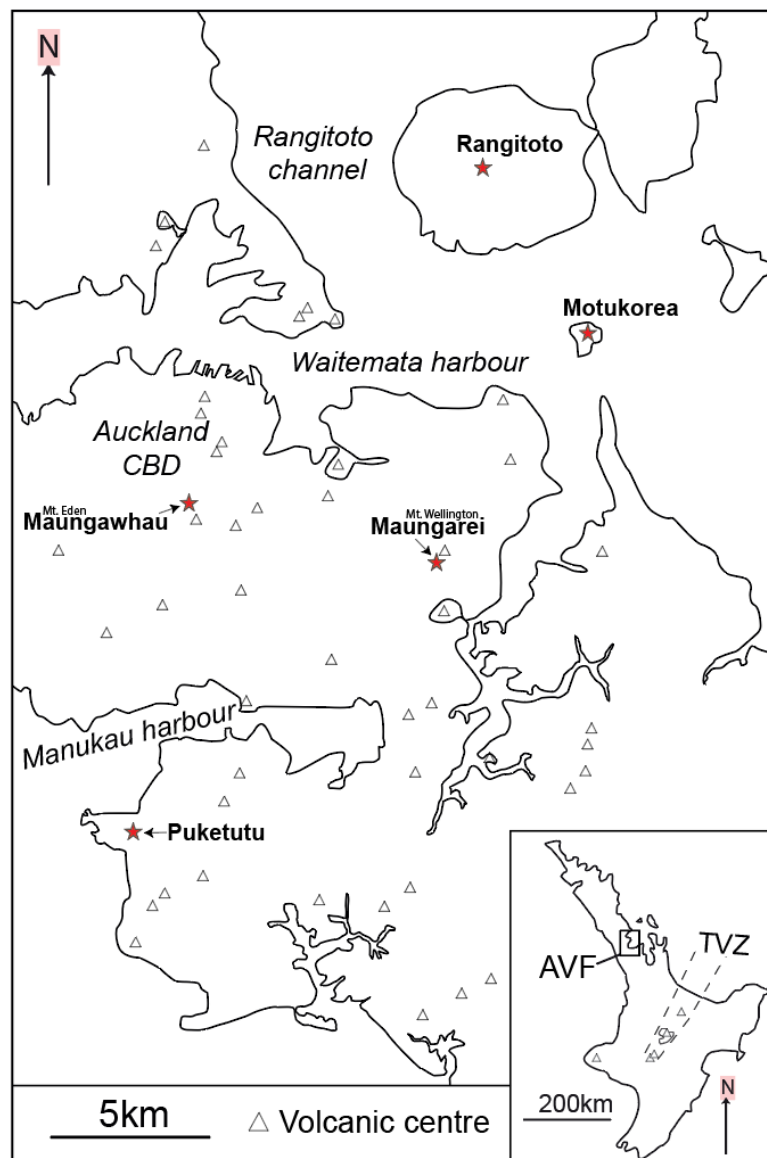 N
Rangitoto
channel
Rangitoto
Motukorea
Waitemata harbour
Auckland
CBD
Mt. Eden
Maungawhau
Mt. Wellington
Maungarei
Manukau harbour
Puketutu
TVZ
AVF
200km
N
5km
Volcanic centre